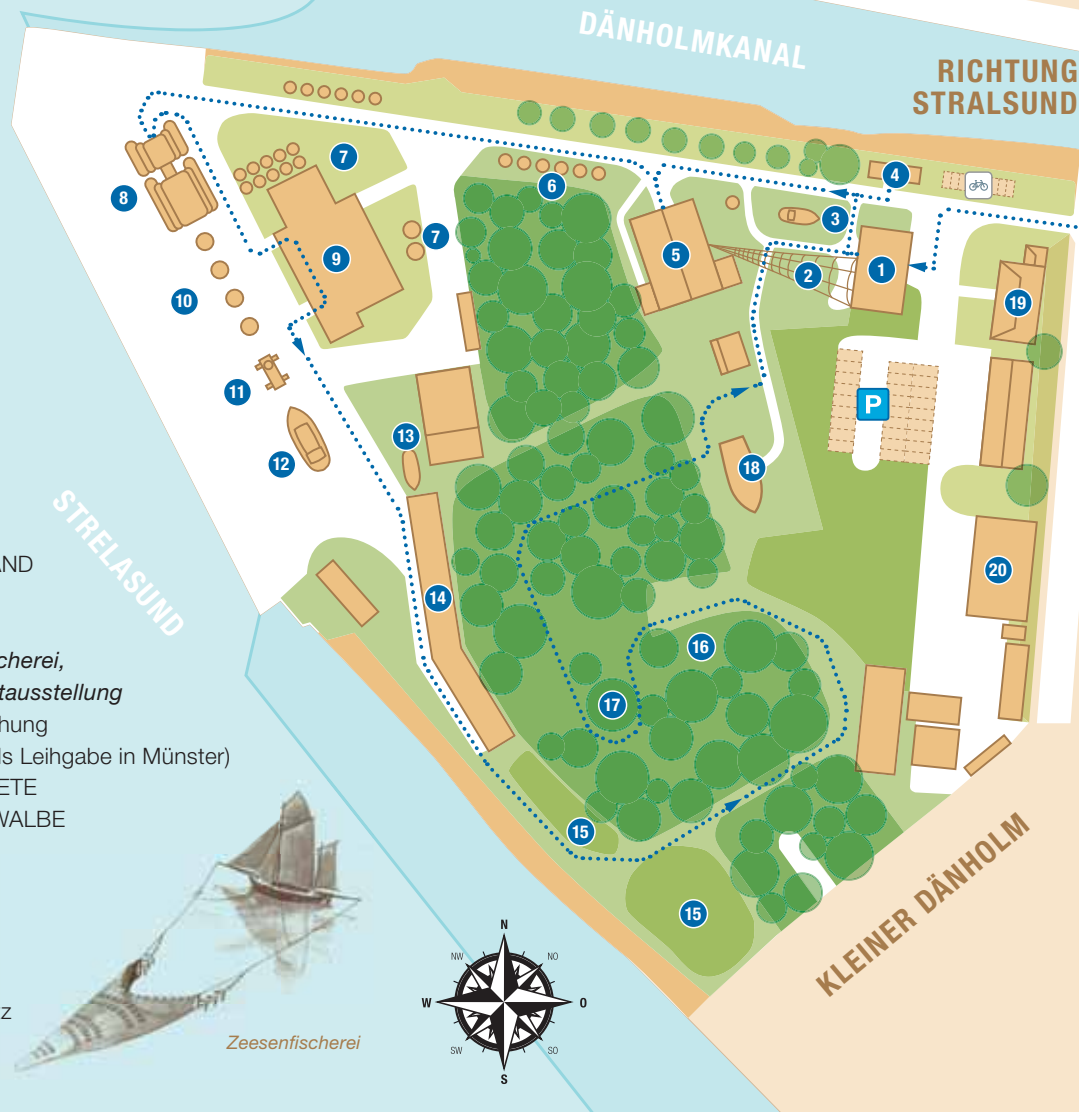 DÄNHOLMKANAL
RICHTUNG
STRALSUND
4
7
8
6
3
7
5
1
9
2
10
19
11
P
13
12
18
STRELASUND
AND
20
14
cherei,
16
tausstellung
17
hung
ls Leihgabe in Münster)
ETE
WALBE
15
KLEINER DÄNHOLM
15
N
NW
NO
W
O
z
Zeesenfischerei
SW
SO
S